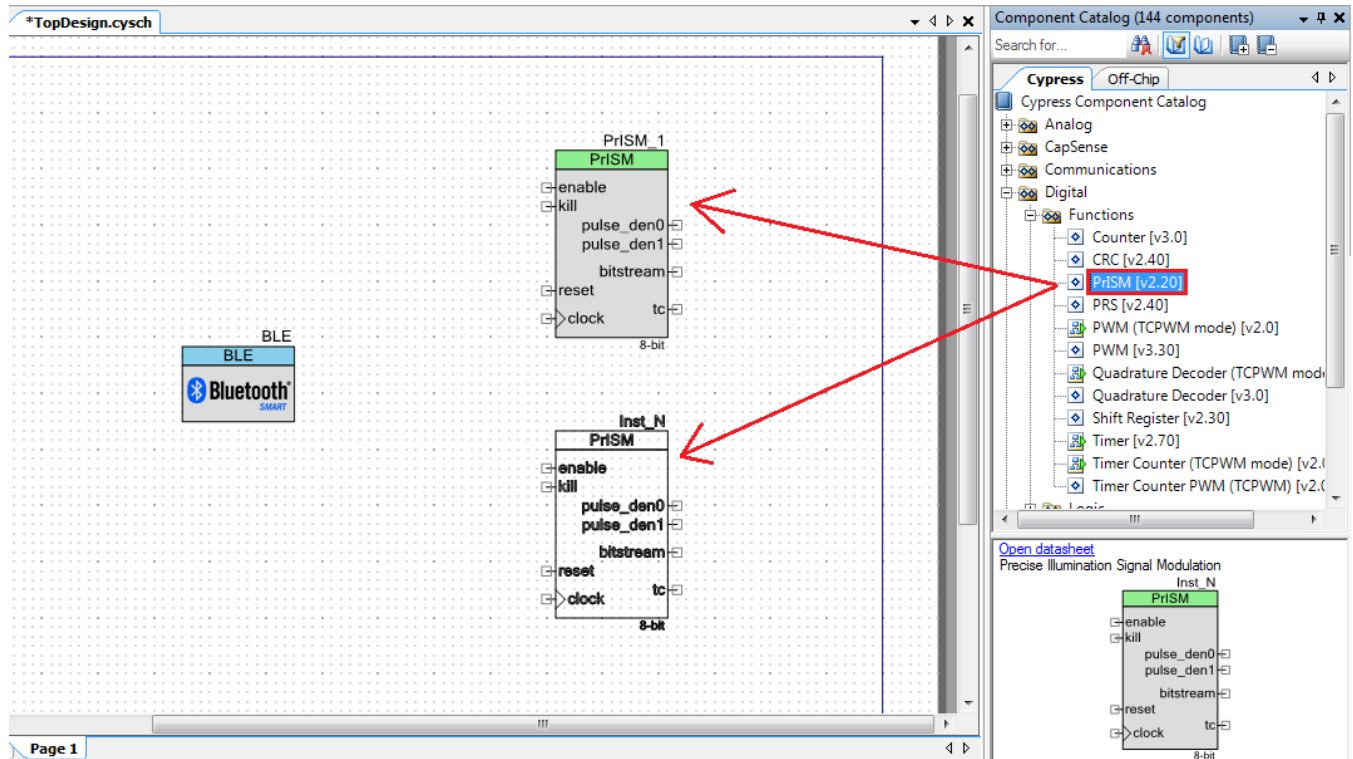 *TopDesign.cysch
PrISM_1
PrISM
enable
kill
pulse_den0
pulse_den1
bitstream
reset
tc
clock
8-bit
BLE
BLE
Bluetooth
SMART
Inst_N
PrISM
enable
kill
pulse_den0
pulse_den1
bitstream
reset
tc
clock
8-bit
Page 1
Component Catalog (144 components)
Search for...
Cypress
Off-Chip
Cypress Component Catalog
Analog
CapSense
Communications
Digital
Functions
Counter [v3.0]
CRC [v2.40]
PrISM [v2.20]
PRS [v2.40]
PWM (TCPWM mode) [v2.0]
PWM [v3.30]
Quadrature Decoder (TCPWM mode
Quadrature Decoder [v3.0]
Shift Register [v2.30]
Timer [v2.70]
Timer Counter (TCPWM mode) [v2.0
Timer Counter PWM (TCPWM) [v2.0
Logic
Open datasheet
Precise Illumination Signal Modulation
Inst_N
PrISM
enable
kill
pulse_den0
pulse_den1
bitstream
reset
tc
clock
8-bit